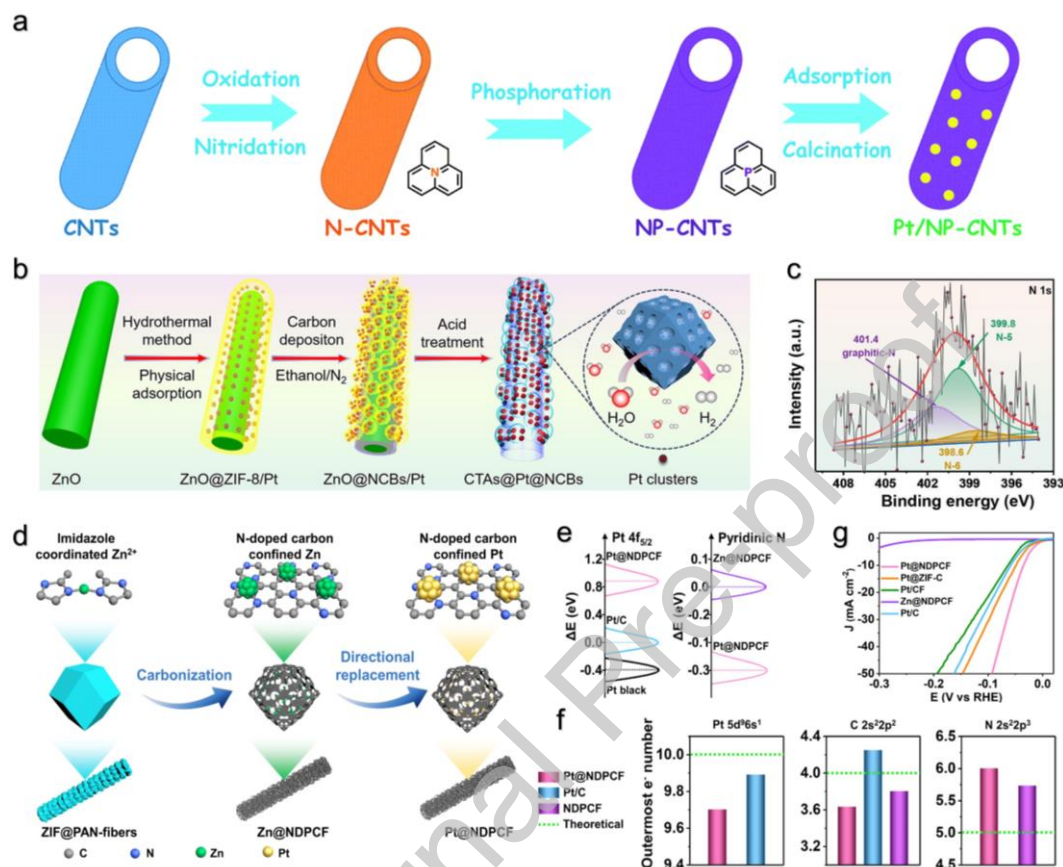 a
Oxidation
Nitridation
Phosphoration
Adsorption
Calcination
N
P
CNTs
N-CNTs
NP-CNTs
Pt/NP-CNTs
b
Hydrothermal
method
Physical
adsorption
Carbon
depositon
Ethanol/N2
Acid
treatment
H2O
H2
ZnO
ZnO@ZIF-8/Pt
ZnO@NCBs/Pt
CTAs@Pt@NCBs
Pt clusters
c
N 1s
401.4
graphitic-N
399.8
N-5
398.6
N-6
Intensity (a.u.)
408 405 402 399 396 393
Binding energy (eV)
d
Imidazole
coordinated Zn2+
N-doped carbon
confined Zn
N-doped carbon
confined Pt
Carbonization
Directional
replacement
ZIF@PAN-fibers
Zn@NDPCF
Pt@NDPCF
C N Zn Pt
e
Pt 4f5/2
Pt@NDPCF
1.2
0.8
0.4
0.0
-0.4
Pt/C
Pt black
ΔE (eV)
Pyridinic N
Zn@NDPCF
0.1
0.0
-0.1
-0.3
Pt@NDPCF
ΔE (eV)
g
0
-10
-20
-30
-40
-50
J (mA cm-2)
Pt@NDPCF
Pt@ZIF-C
Pt/CF
Zn@NDPCF
Pt/C
-0.3 -0.2 -0.1 0.0
E (V vs RHE)
f
Pt@NDPCF
Pt/C
NDPCF
Theoretical
Outermost e- number
Pt 5d96s1
10.0
9.8
9.6
9.4
C 2s22p2
4.4
4.0
3.6
3.2
N 2s22p3
6.5
6.0
5.5
5.0
4.5
nal Pre-proof